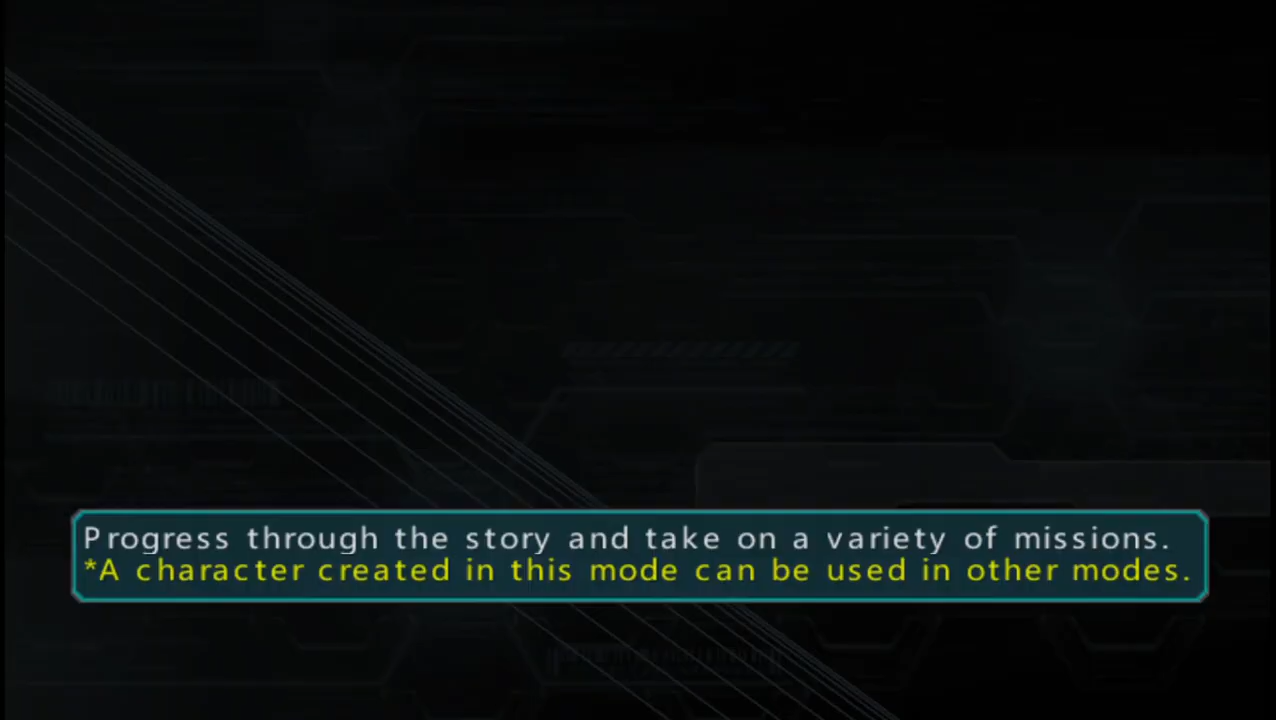 Progress through the story and take on a variety of missions.
*A character created in this mode can be used in other modes.